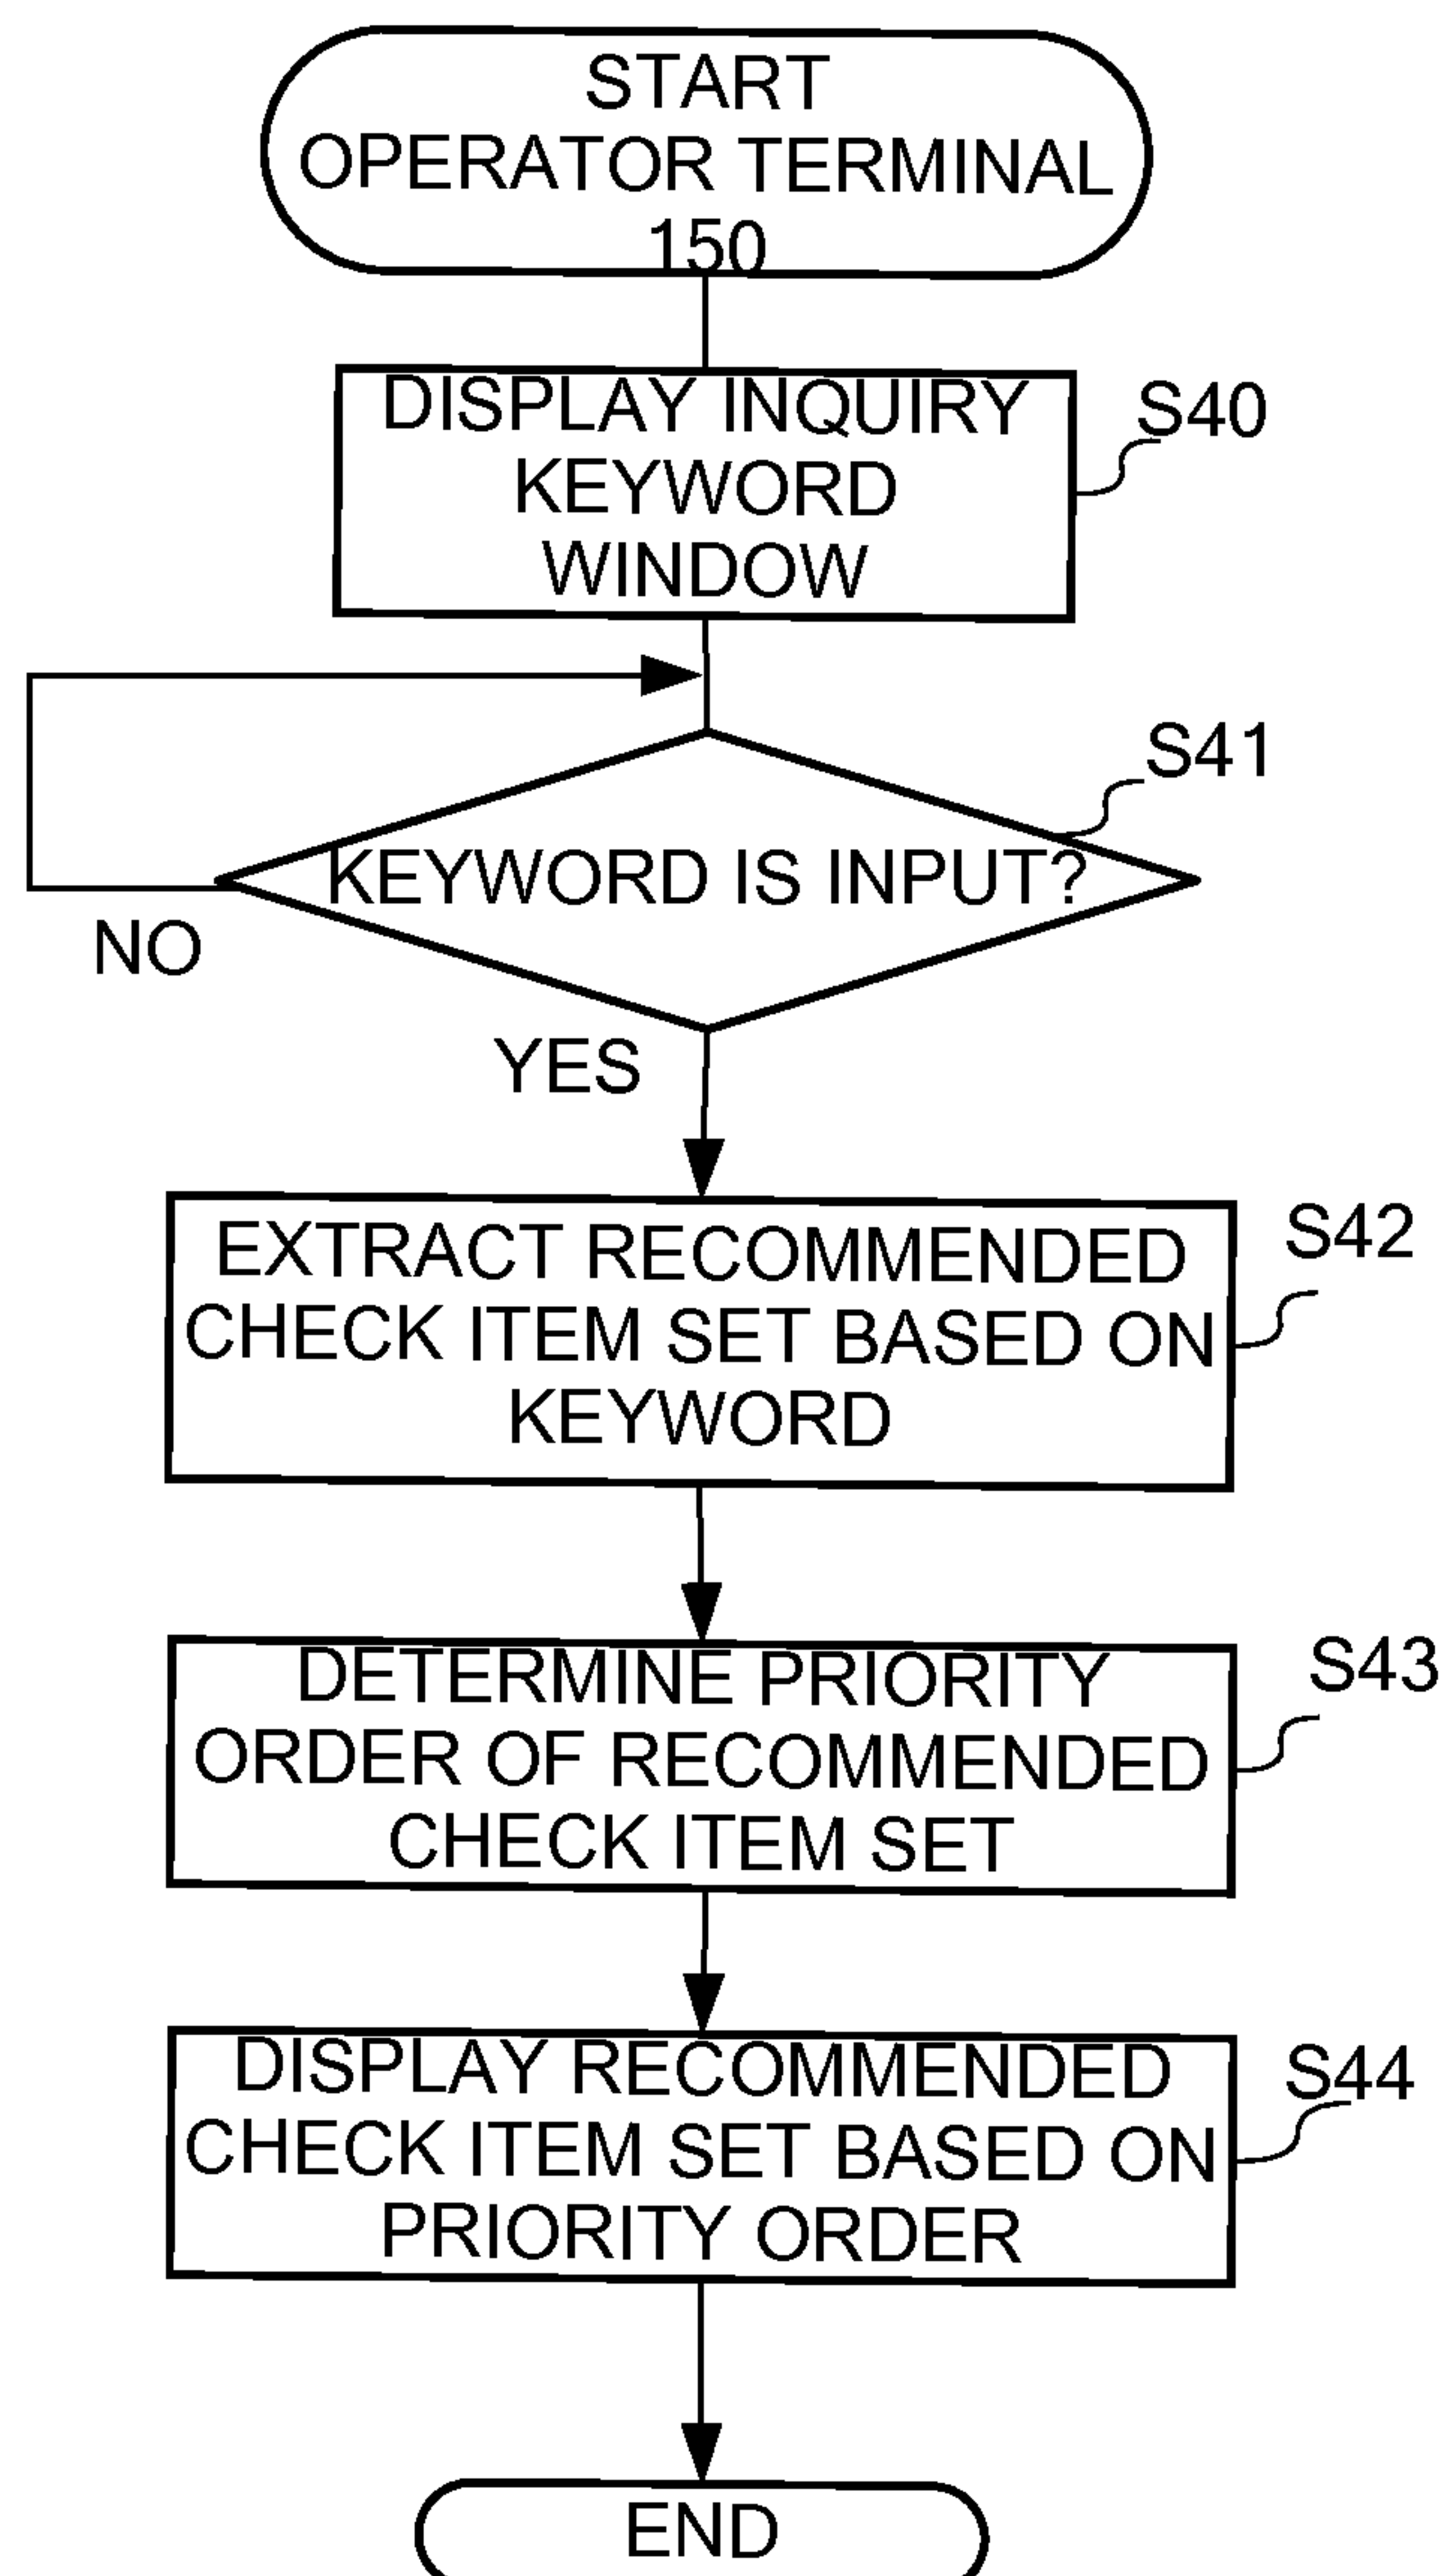 START
OPERATOR TERMINAL
150
DISPLAY INQUIRY
KEYWORD
WINDOW
S40
S41
KEYWORD IS INPUT?
NO
YES
EXTRACT RECOMMENDED
CHECK ITEM SET BASED ON
KEYWORD
S42
DETERMINE PRIORITY
ORDER OF RECOMMENDED
CHECK ITEM SET
S43
DISPLAY RECOMMENDED
CHECK ITEM SET BASED ON
PRIORITY ORDER
S44
END